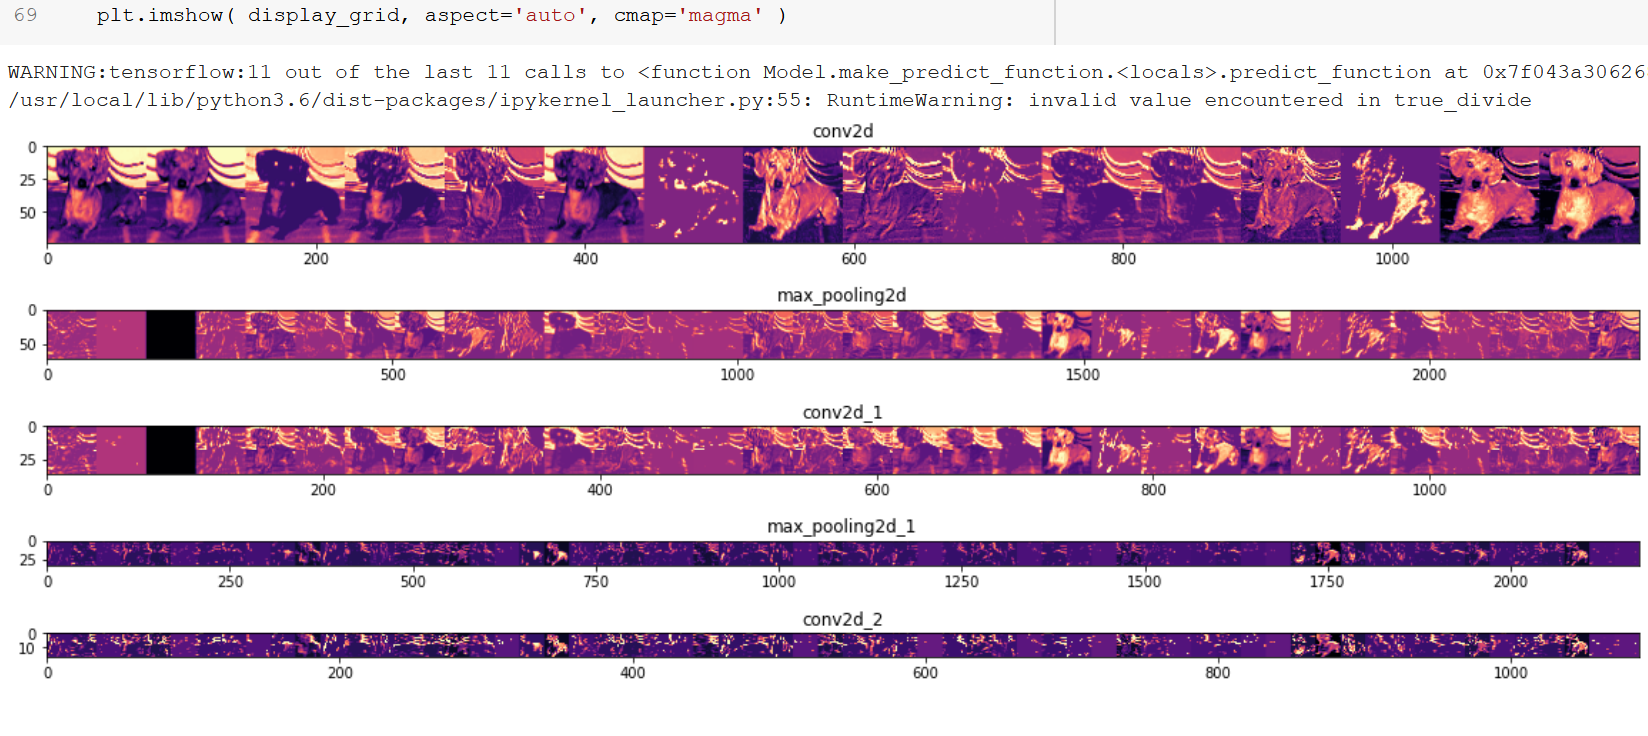 69 plt.imshow( display_grid, aspect='auto', cmap='magma' )
WARNING:tensorflow:11 out of the last 11 calls to <function Model.make_predict_function.<locals>.predict_function at 0x7f043a30626
/usr/local/lib/python3.6/dist-packages/ipykernel_launcher.py:55: RuntimeWarning: invalid value encountered in true_divide
conv2d
0
25
50
0 200 400 600 800 1000
max_pooling2d
0
50
0 500 1000 1500 2000
conv2d_1
0
25
0 200 400 600 800 1000
max_pooling2d_1
0
25
0 250 500 750 1000 1250 1500 1750 2000
conv2d_2
0
10
0 200 400 600 800 1000